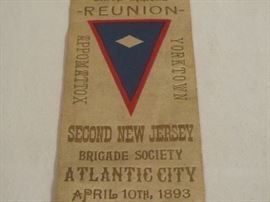 -REUNION-
APPOMATTOX
YORKTOWN
SECOND NEW JERSEY
BRIGADE SOCIETY
ATLANTIC CITY
APRIL 10TH, 1893